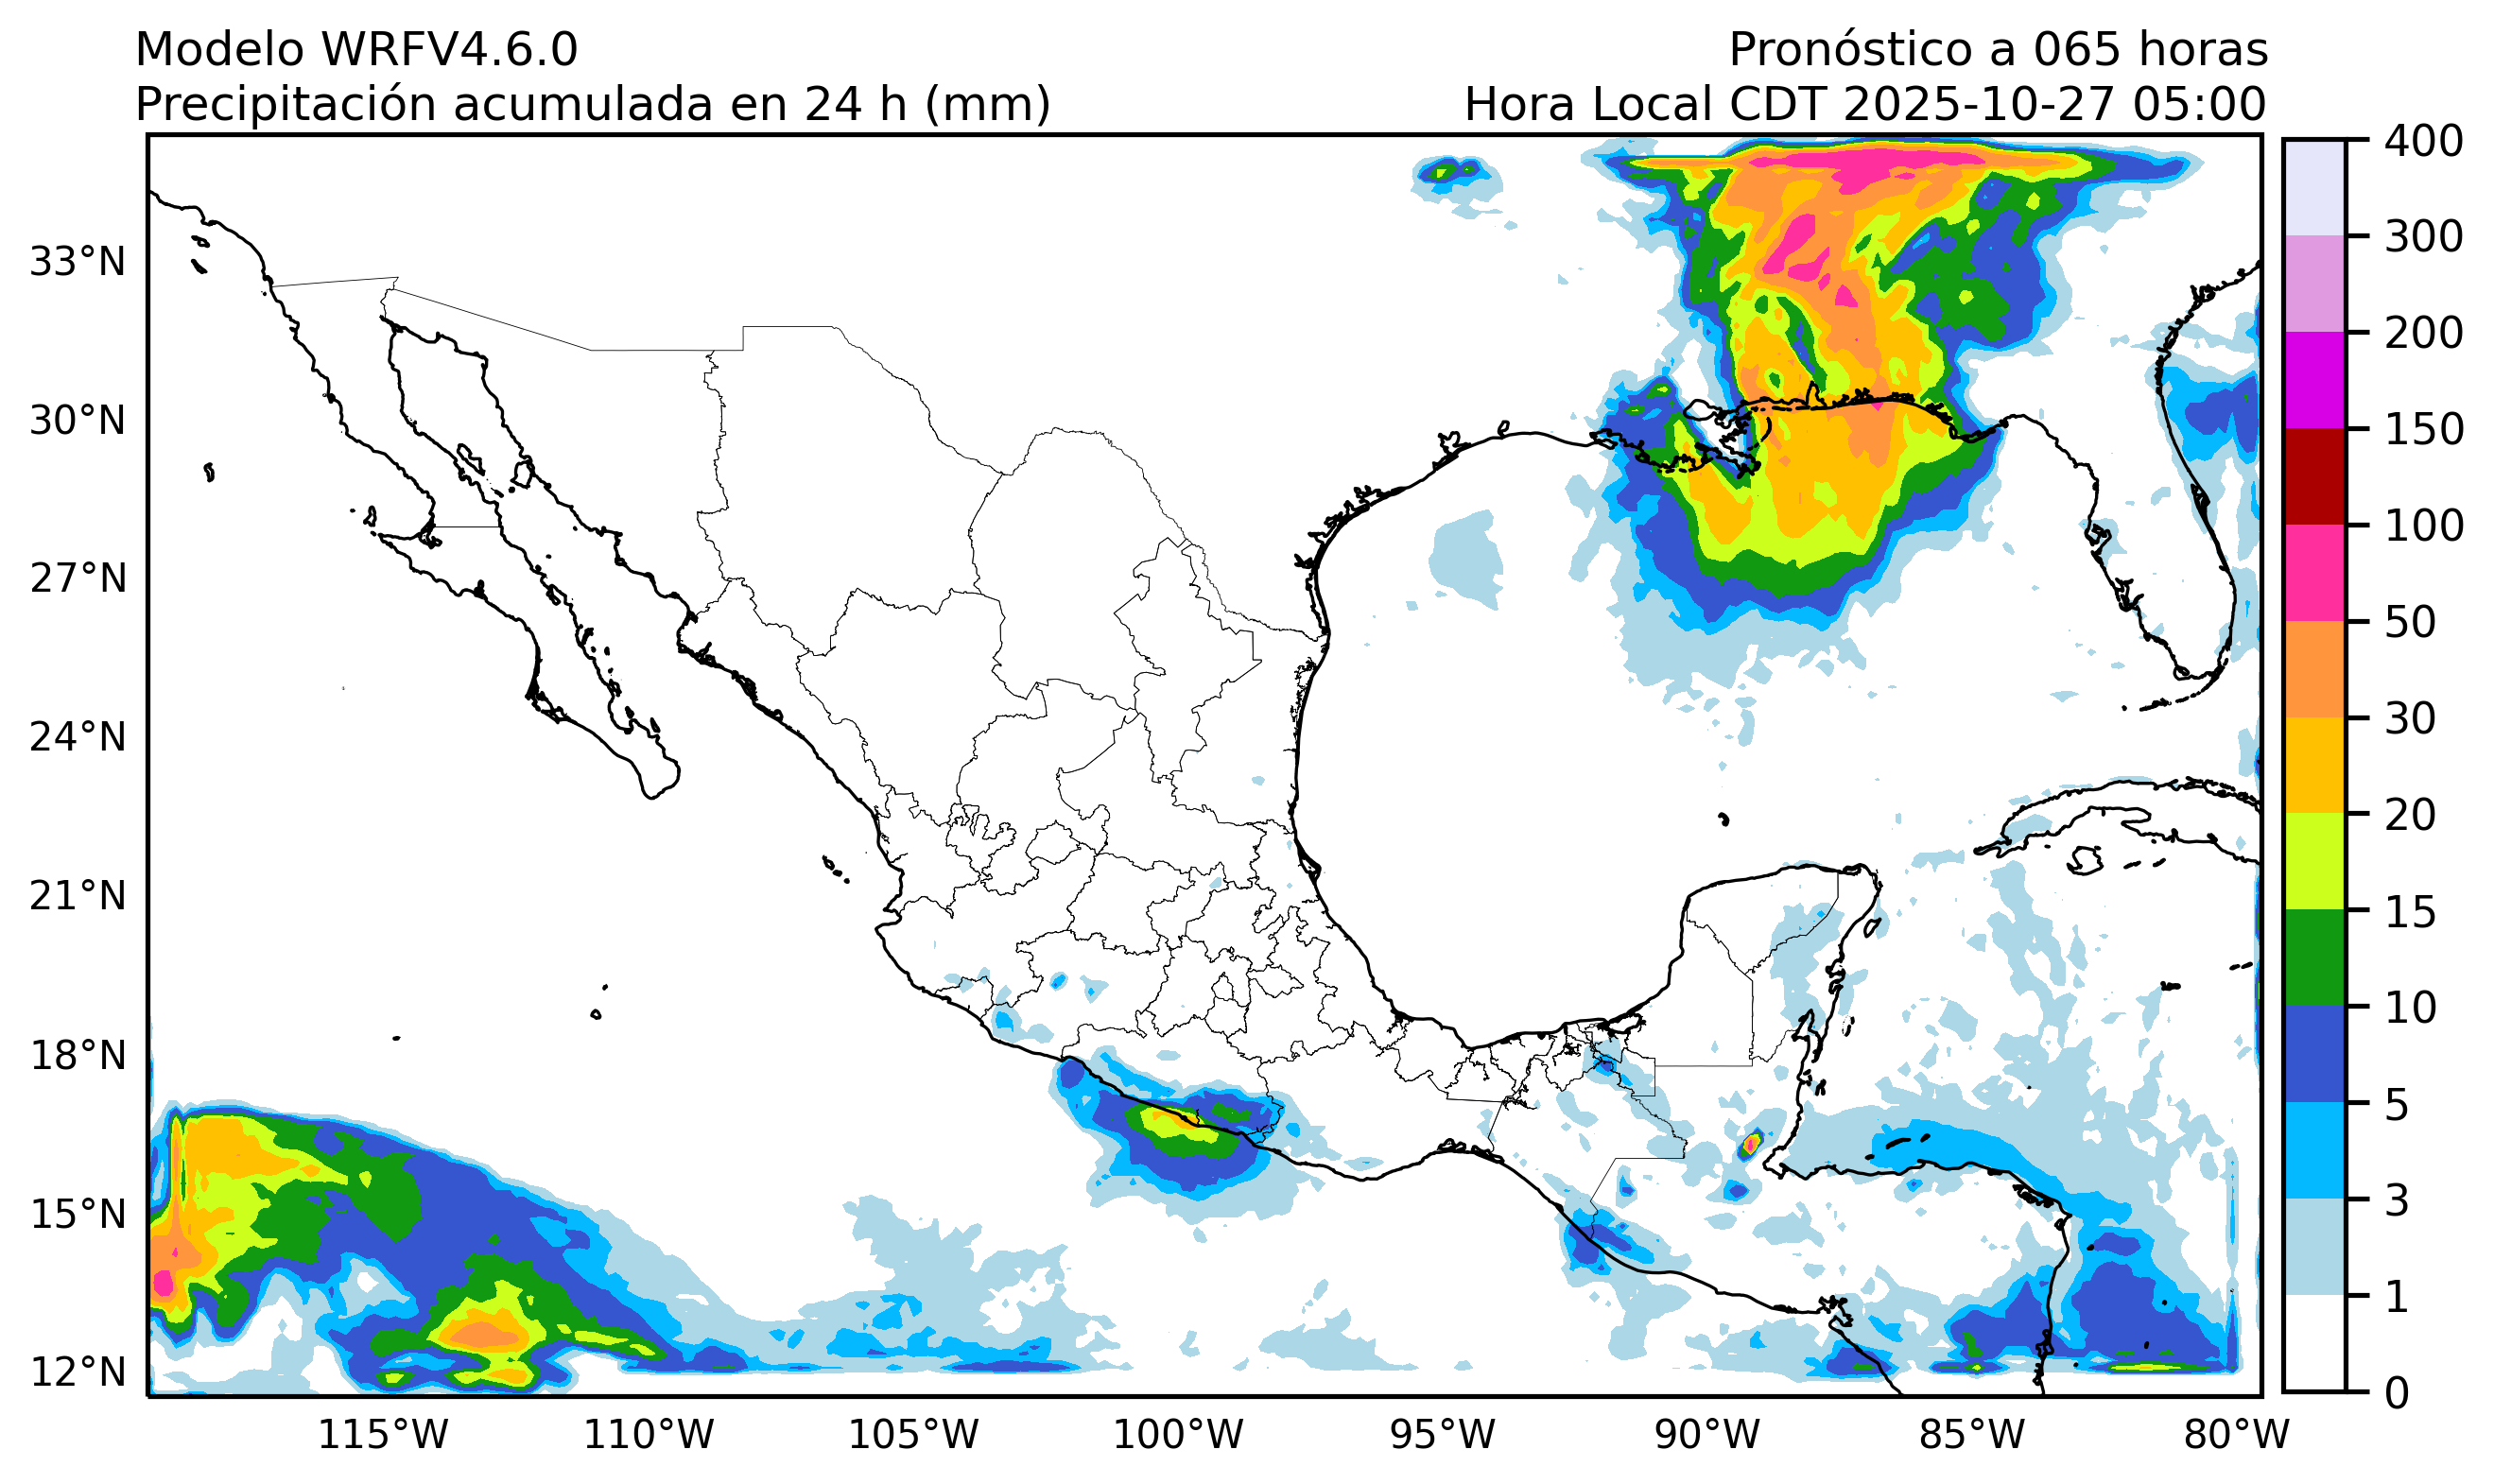 Modelo WRFV4.6.0
Pronóstico a 065 horas
Precipitación acumulada en 24 h (mm)
Hora Local CDT 2025-10-27 05:00
33°N
30°N
27°N
24°N
21°N
18°N
15°N
12°N
115°W
110°W
105°W
100°W
95°W
90°W
85°W
80°W
400
300
200
150
100
50
30
20
15
10
5
3
1
0